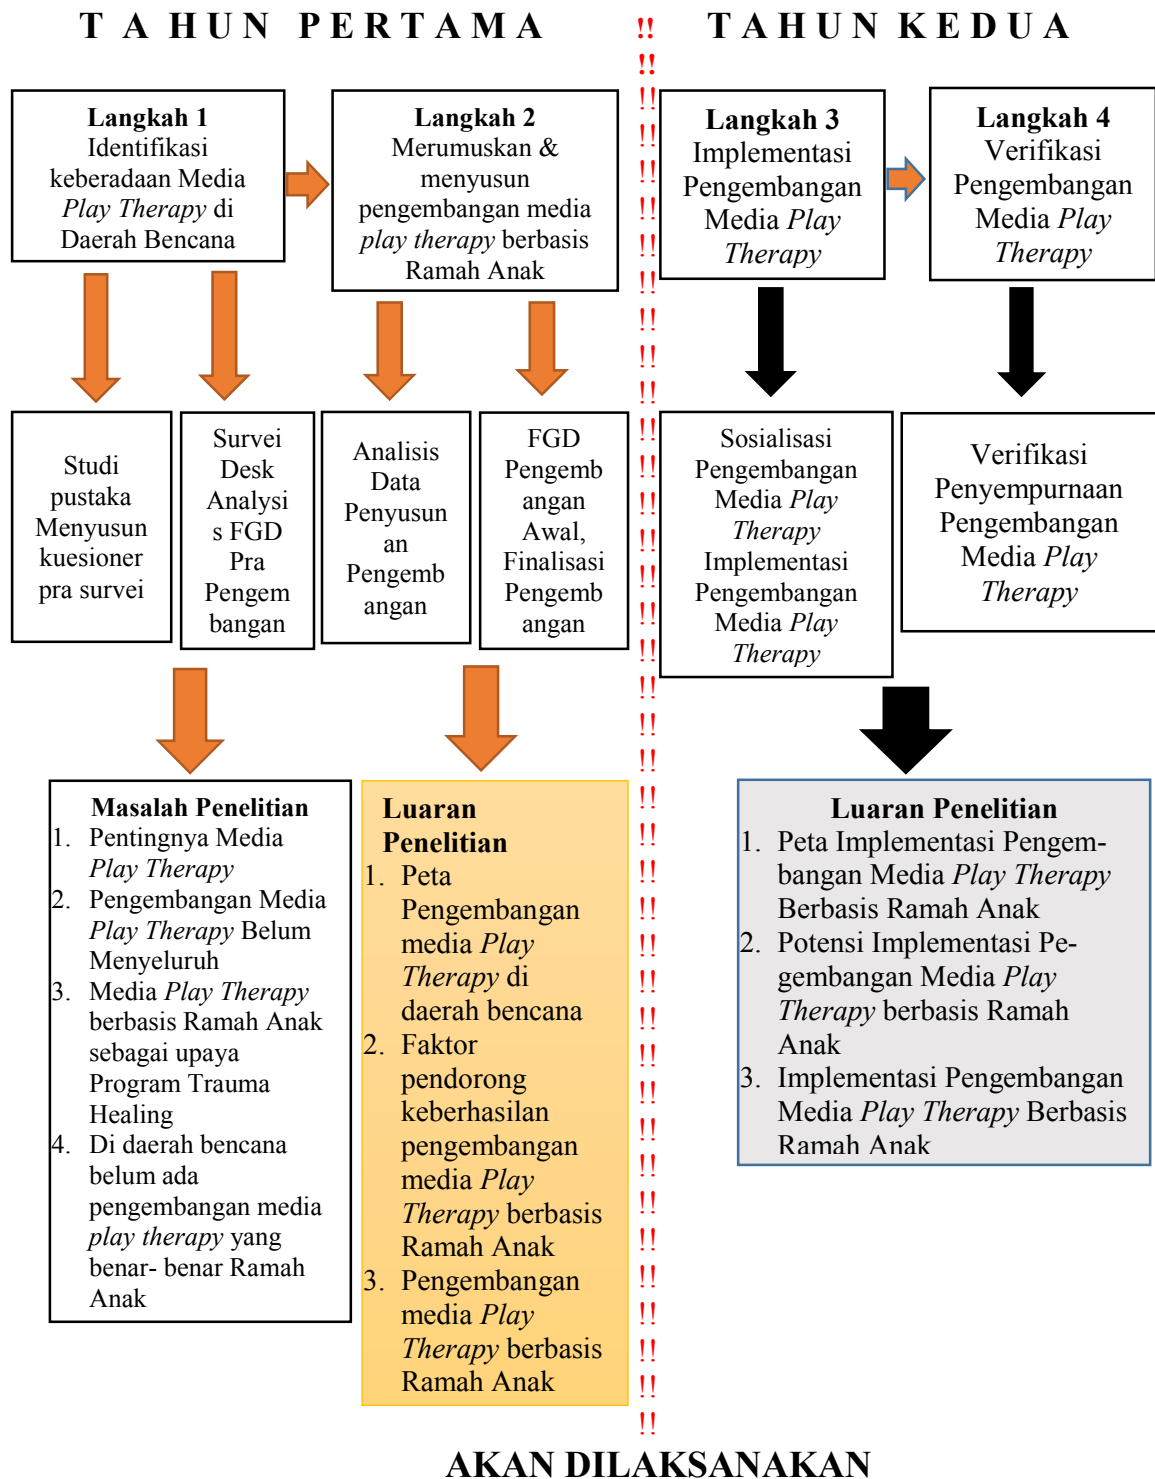 T A HUN PERTAMA
!!
TAHUN KEDUA
Langkah 1
Identifikasi
keberadaan Media
Play Therapy di
Daerah Bencana
Langkah 2
Merumuskan &
menyusun
pengembangan media
play therapy berbasis
Ramah Anak
Langkah 3
Implementasi
Pengembangan
Media Play
Therapy
Langkah 4
Verifikasi
Pengembangan
Media Play
Therapy
Studi
pustaka
Menyusun
kuesioner
pra survei
Survei
Desk
Analysi
s FGD
Pra
Pengem
bangan
Analisis
Data
Penyusun
an
Pengemb
angan
FGD
Pengemb
angan
Awal,
Finalisasi
Pengemb
angan
Sosialisasi
Pengembangan
Media Play
Therapy
Implementasi
Pengembangan
Media Play
Therapy
Verifikasi
Penyempurnaan
Pengembangan
Media Play
Therapy
Masalah Penelitian
1. Pentingnya Media
Play Therapy
2. Pengembangan Media
Play Therapy Belum
Menyeluruh
3. Media Play Therapy
berbasis Ramah Anak
sebagai upaya
Program Trauma
Healing
4. Di daerah bencana
belum ada
pengembangan media
play therapy yang
benar- benar Ramah
Anak
Luaran
Penelitian
1. Peta
Pengembangan
media Play
Therapy di
daerah bencana
2. Faktor
pendorong
keberhasilan
pengembangan
media Play
Therapy berbasis
Ramah Anak
3. Pengembangan
media Play
Therapy berbasis
Ramah Anak
Luaran Penelitian
1. Peta Implementasi Pengem-
bangan Media Play Therapy
Berbasis Ramah Anak
2. Potensi Implementasi Pe-
gembangan Media Play
Therapy berbasis Ramah
Anak
3. Implementasi Pengembangan
Media Play Therapy Berbasis
Ramah Anak
AKAN DILAKSANAKAN